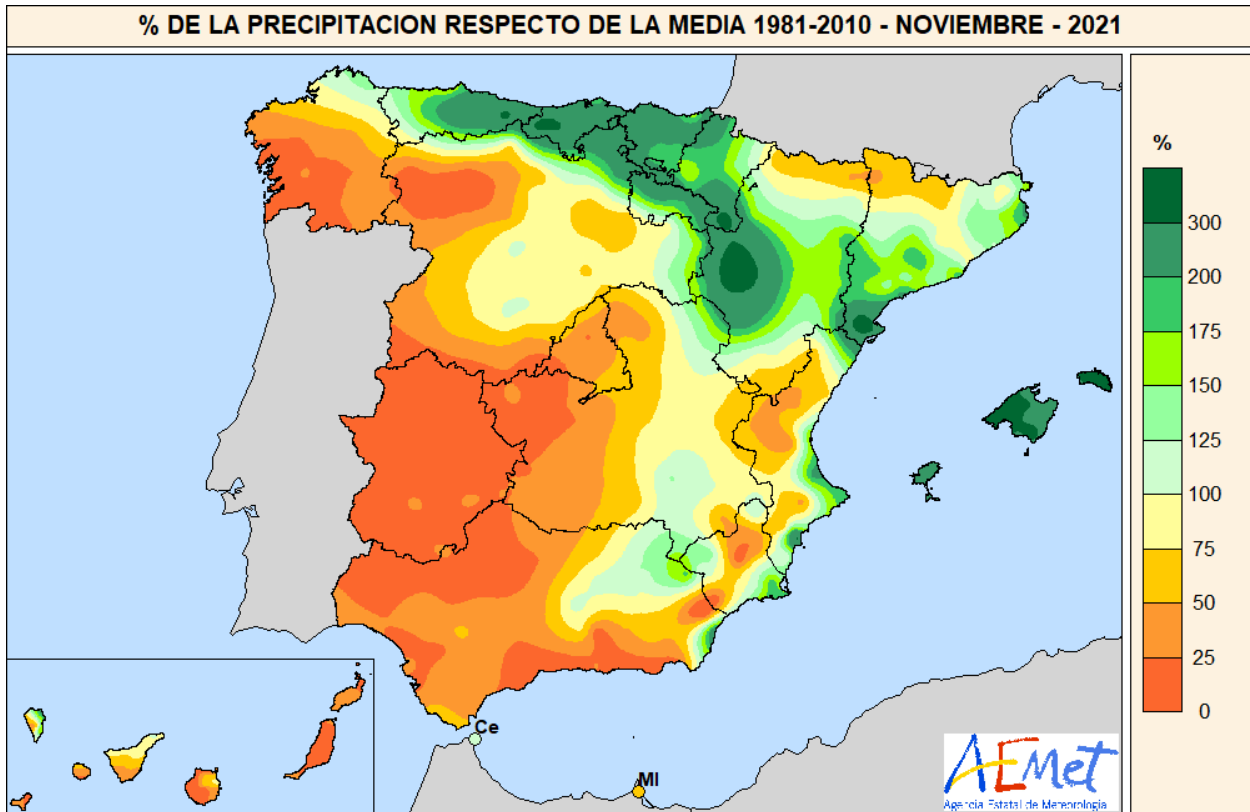 % DE LA PRECIPITACION RESPECTO DE LA MEDIA 1981-2010 - NOVIEMBRE - 2021
%
300
200
175
150
125
100
75
50
25
0
Ce
Ml
AEMet
Agencia Estatal de Meteorología